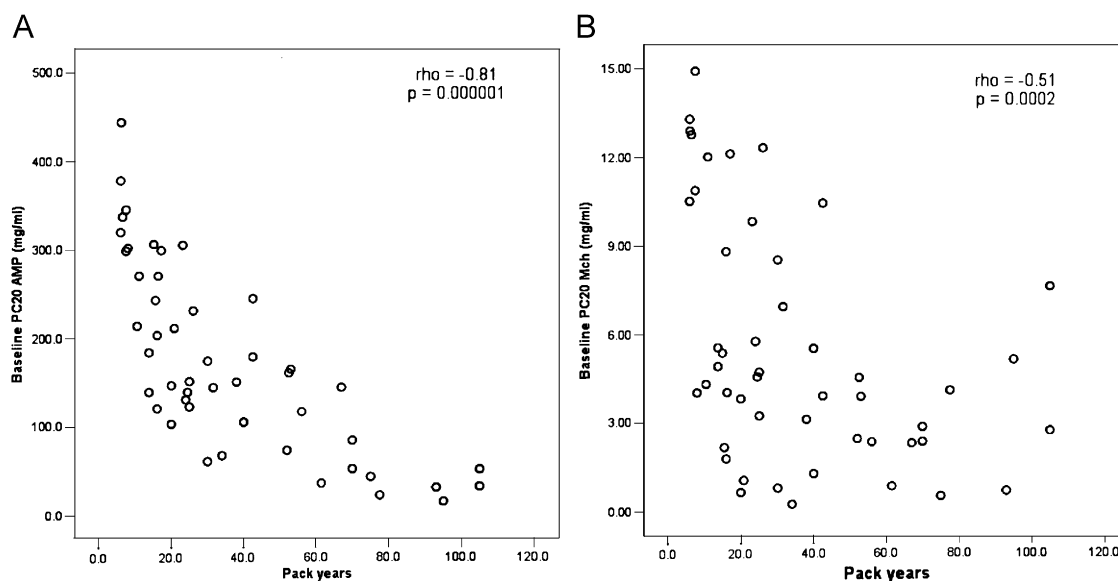 A
rho = -0.81
p = 0.000001
Baseline PC20 AMP (mg/ml)
500.0
400.0
300.0
200.0
100.0
0.0
0.0 20.0 40.0 60.0 80.0 100.0 120.0
Pack years
B
rho = -0.51
p = 0.0002
Baseline PC20 Mch (mg/ml)
15.00
12.00
9.00
6.00
3.00
0.00
0.0 20.0 40.0 60.0 80.0 100.0 120.0
Pack years